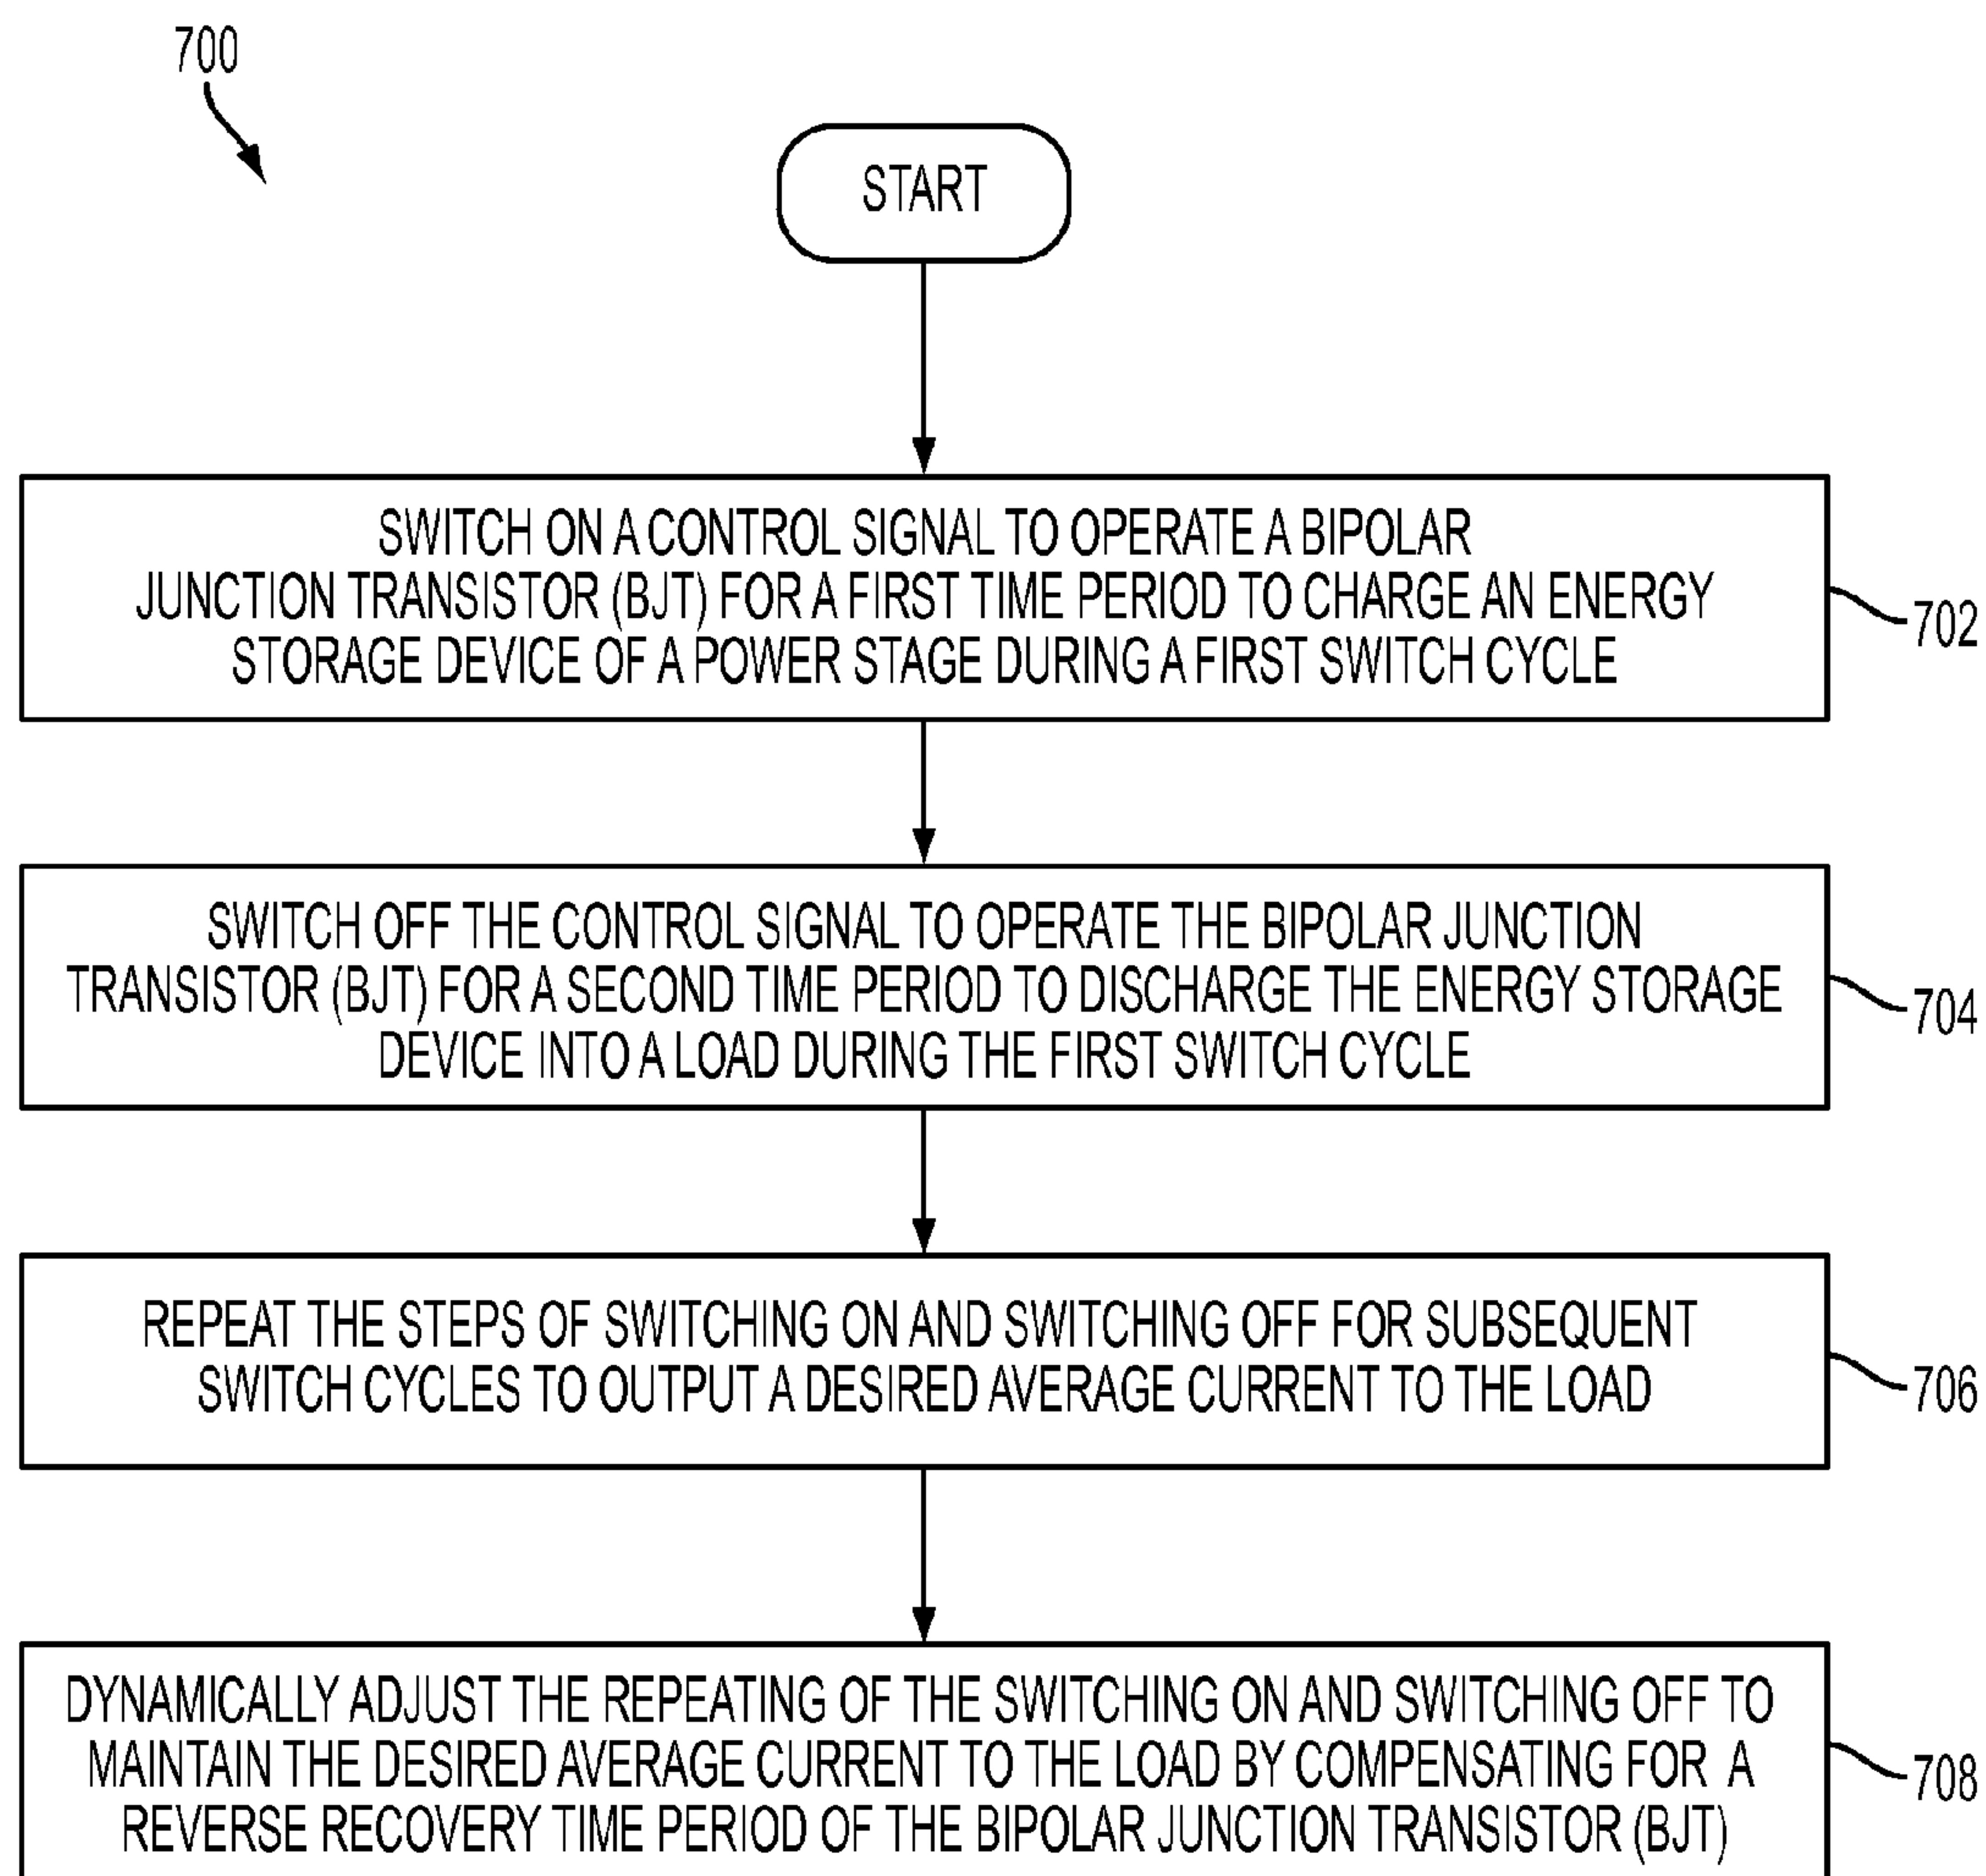 700
START
SWITCH ON A CONTROL SIGNAL TO OPERATE A BIPOLAR
JUNCTION TRANSISTOR (BJT) FOR A FIRST TIME PERIOD TO CHARGE AN ENERGY
STORAGE DEVICE OF A POWER STAGE DURING A FIRST SWITCH CYCLE
702
SWITCH OFF THE CONTROL SIGNAL TO OPERATE THE BIPOLAR JUNCTION
TRANSISTOR (BJT) FOR A SECOND TIME PERIOD TO DISCHARGE THE ENERGY STORAGE
DEVICE INTO A LOAD DURING THE FIRST SWITCH CYCLE
704
REPEAT THE STEPS OF SWITCHING ON AND SWITCHING OFF FOR SUBSEQUENT
SWITCH CYCLES TO OUTPUT A DESIRED AVERAGE CURRENT TO THE LOAD
706
DYNAMICALLY ADJUST THE REPEATING OF THE SWITCHING ON AND SWITCHING OFF TO
MAINTAIN THE DESIRED AVERAGE CURRENT TO THE LOAD BY COMPENSATING FOR A
REVERSE RECOVERY TIME PERIOD OF THE BIPOLAR JUNCTION TRANSISTOR (BJT)
708